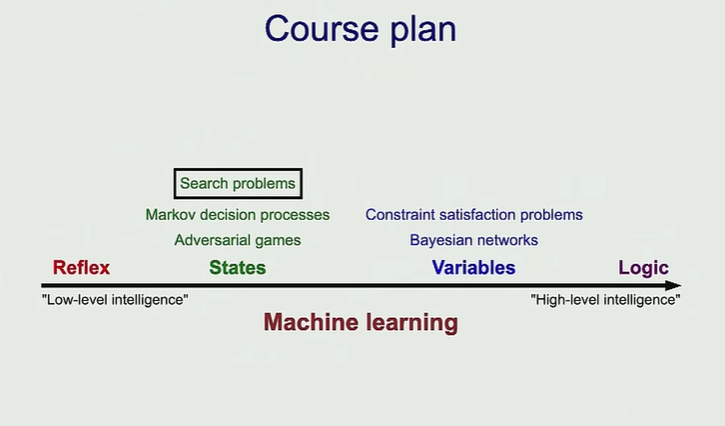 Course plan
Search problems
Markov decision processes Constraint satisfaction problems
Adversarial games Bayesian networks
Reflex States Variables Logic
"Low-level intelligence" "High-level intelligence"
Machine learning